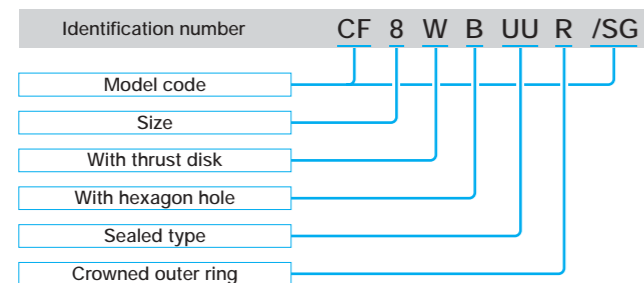 Identification number CF 8 W B UU R /SG
Model code
Size
With thrust disk
With hexagon hole
Sealed type
Crowned outer ring